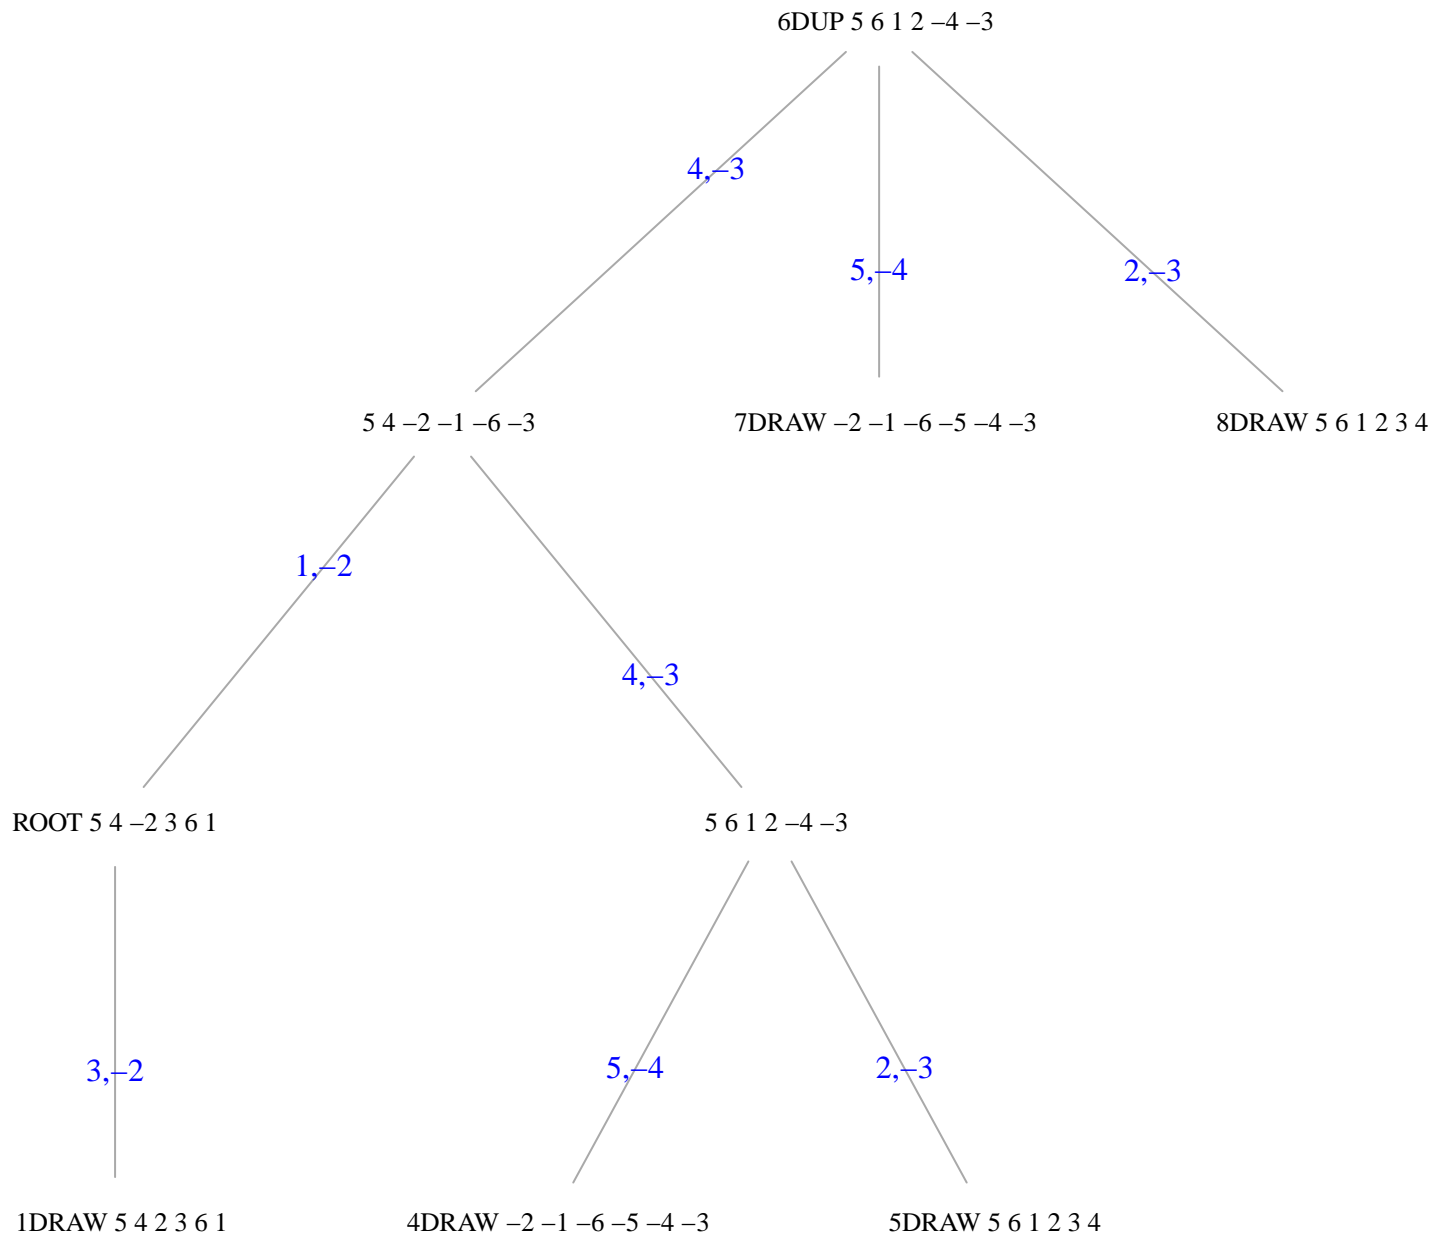 6DUP 5 6 1 2 –4 –3
4,–3
5,–4
2,–3
5 4 –2 –1 –6 –3
7DRAW –2 –1 –6 –5 –4 –3
8DRAW 5 6 1 2 3 4
1,–2
4,–3
ROOT 5 4 –2 3 6 1
5 6 1 2 –4 –3
3,–2
5,–4
2,–3
1DRAW 5 4 2 3 6 1
4DRAW –2 –1 –6 –5 –4 –3
5DRAW 5 6 1 2 3 4